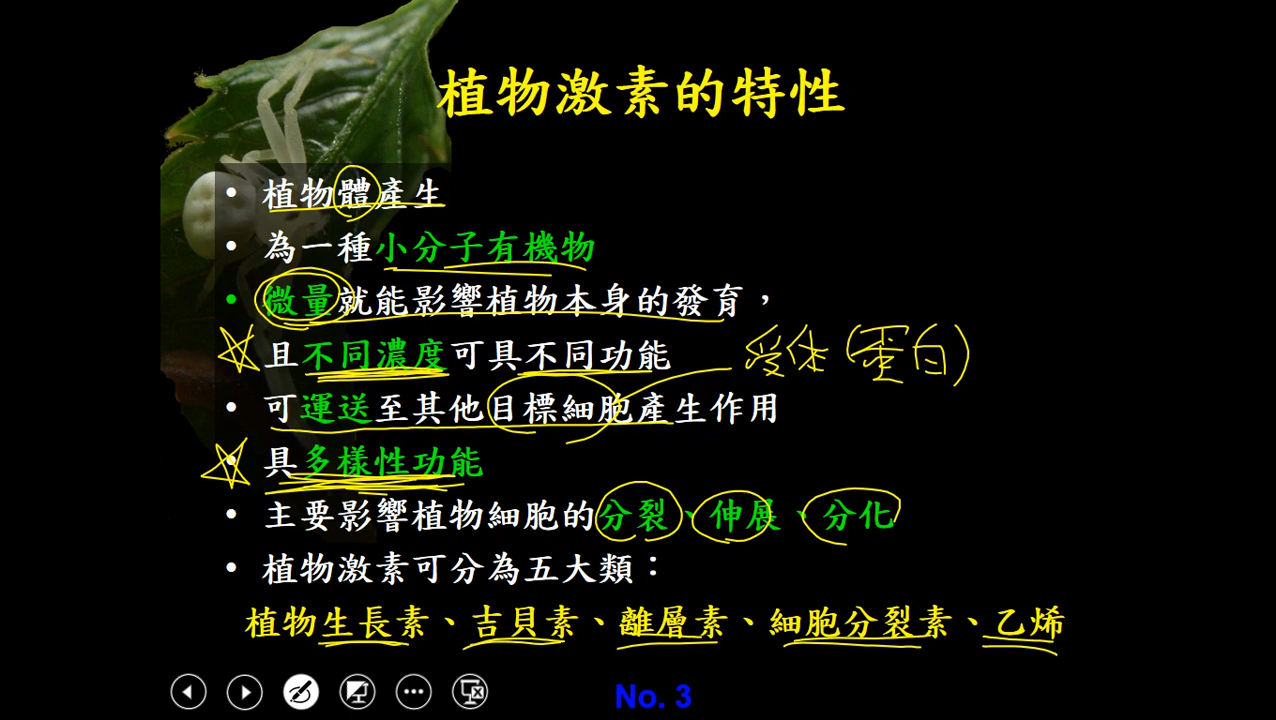 植物激素的特性
• 植物體產生
• 為一種小分子有機物
• 微量就能影響植物本身的發育，
且不同濃度可具不同功能
受体（蛋白）
• 可運送至其他目標細胞產生作用
• 具多樣性功能
• 主要影響植物細胞的分裂、伸展、分化
• 植物激素可分為五大類：
植物生長素、吉貝素、離層素、細胞分裂素、乙烯
No. 3